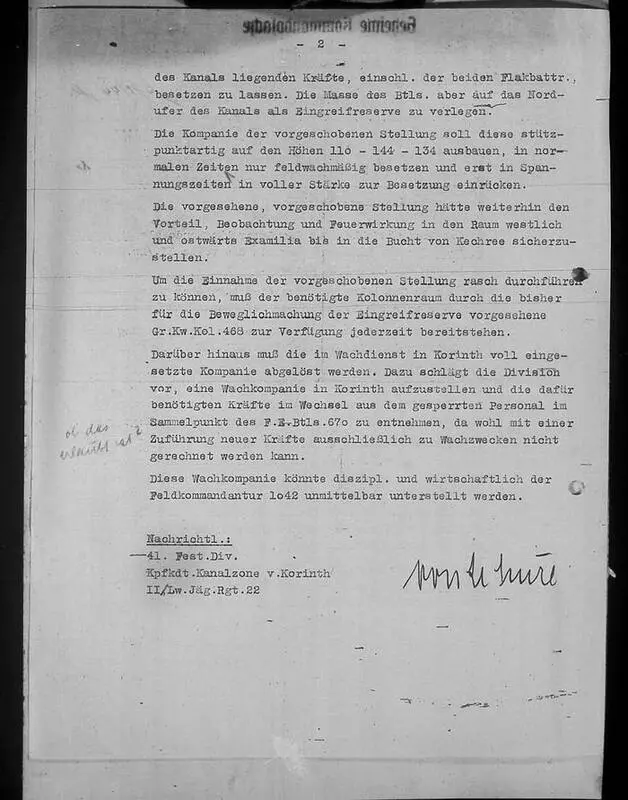 Geheime Kommandosache
- 2 -
des Kanals liegenden Kräfte, einschl. der beiden Flakbattr.,
besetzen zu lassen. Die Masse des Btls. aber auf das Nord-
ufer des Kanals als Eingreifreserve zu verlegen.
Die Kompanie der vorgeschobenen Stellung soll diese stütz-
punktartig auf den Höhen 11o - 144 - 134 ausbauen, in nor-
malen Zeiten nur feldwachmäßig besetzen und erst in Span-
nungszeiten in voller Stärke zur Besetzung einrücken.
Die vorgesehene, vorgeschobene Stellung hätte weiterhin den
Vorteil, Beobachtung und Feuerwirkung in den Raum westlich
und ostwärts Examilia bis in die Bucht von Kechree sicherzu-
stellen.
Um die Einnahme der vorgeschobenen Stellung rasch durchführen
zu können, muß der benötigte Kolonnenraum durch die bisher
für die Beweglichmachung der Eingreifreserve vorgesehene
Gr.Kw.Kol.468 zur Verfügung jederzeit bereitstehen.
Darüber hinaus muß die im Wachdienst in Korinth voll einge-
setzte Kompanie abgelöst werden. Dazu schlägt die Division
vor, eine Wachkompanie in Korinth aufzustellen und die dafür
benötigten Kräfte im Wechsel aus dem gesperrten Personal im
Sammelpunkt des F.E.Btls.67o zu entnehmen, da wohl mit einer
Zuführung neuer Kräfte ausschließlich zu Wachzwecken nicht
gerechnet werden kann.
ob das
erlaubt ist?
Diese Wachkompanie könnte diszipl. und wirtschaftlich der
Feldkommandantur 1o42 unmittelbar unterstellt werden.
Nachrichtl.:
41. Fest.Div.
Kpfkdt.Kanalzone v.Korinth
II/Lw.Jäg.Rgt.22
von Le Suire